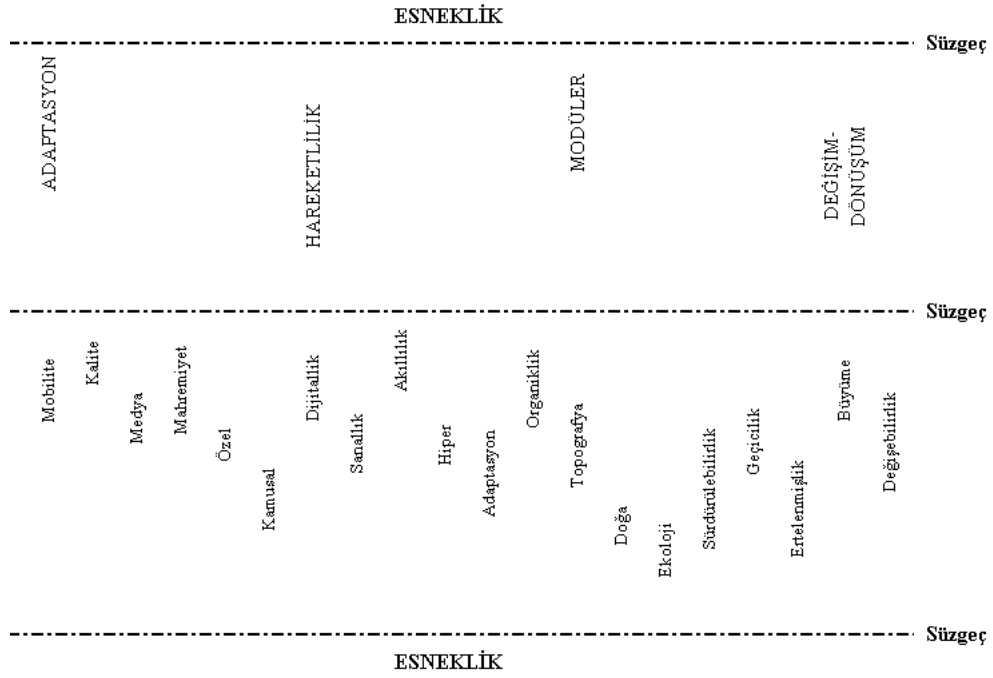 ESNEKLİK
Süzgeç
ADAPTASYON
HAREKETLİLİK
MODÜLER
DEĞİŞİM-
DÖNÜŞÜM
Süzgeç
Mobilite
Kalite
Medya
Mahremiyet
Özel
Kamusal
Dijitallik
Sanallık
Akıllılık
Hiper
Adaptasyon
Organiklik
Topografya
Doğa
Ekoloji
Sürdürülebilirlik
Geçicilik
Ertelenmişlik
Büyüme
Değişebilirlik
Süzgeç
ESNEKLİK